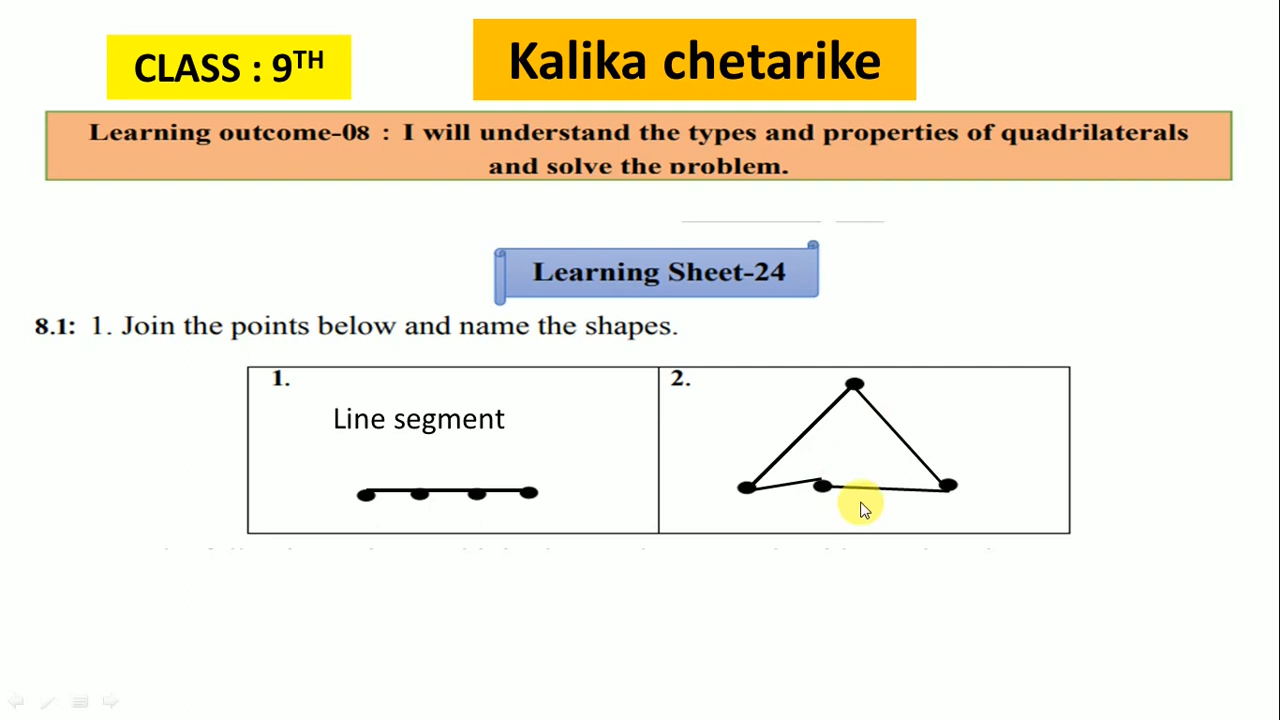 CLASS : 9TH
Kalika chetarike
Learning outcome-08 : I will understand the types and properties of quadrilaterals
and solve the problem.
Learning Sheet-24
8.1: 1. Join the points below and name the shapes.
1.
Line segment
2.